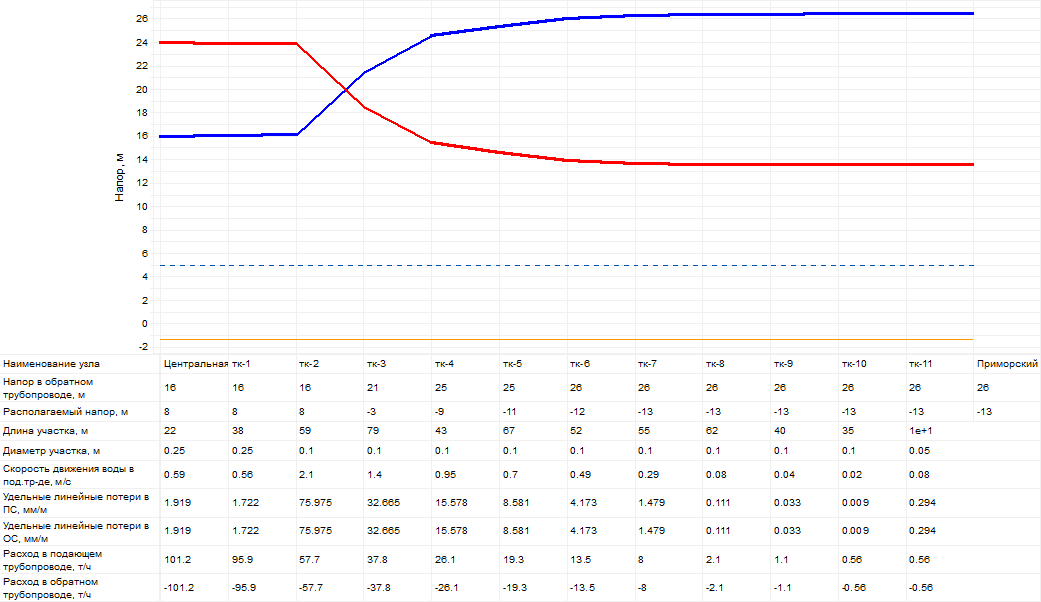 26
24
22
20
18
16
14
12
10
8
6
4
2
0
-2
Напор, м
Наименование узла Центральная тк-1 тк-2 тк-3 тк-4 тк-5 тк-6 тк-7 тк-8 тк-9 тк-10 тк-11 Приморский
Напор в обратном
трубопроводе, м 16 16 16 21 25 25 26 26 26 26 26 26 26
Располагаемый напор, м 8 8 8 -3 -9 -11 -12 -13 -13 -13 -13 -13 -13
Длина участка, м 22 38 59 79 43 67 52 55 62 40 35 1e+1
Диаметр участка, м 0.25 0.25 0.1 0.1 0.1 0.1 0.1 0.1 0.1 0.1 0.1 0.05
Скорость движения воды в
под.тр-де, м/с 0.59 0.56 2.1 1.4 0.95 0.7 0.49 0.29 0.08 0.04 0.02 0.08
Удельные линейные потери в
ПС, мм/м 1.919 1.722 75.975 32.665 15.578 8.581 4.173 1.479 0.111 0.033 0.009 0.294
Удельные линейные потери в
ОС, мм/м 1.919 1.722 75.975 32.665 15.578 8.581 4.173 1.479 0.111 0.033 0.009 0.294
Расход в подающем
трубопроводе, т/ч 101.2 95.9 57.7 37.8 26.1 19.3 13.5 8 2.1 1.1 0.56 0.56
Расход в обратном
трубопроводе, т/ч -101.2 -95.9 -57.7 -37.8 -26.1 -19.3 -13.5 -8 -2.1 -1.1 -0.56 -0.56